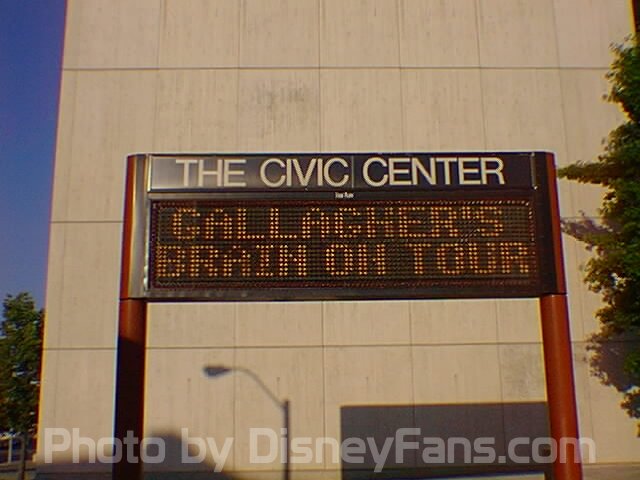 THE CIVIC CENTER
GALLAGHER'S
BRAIN ON TOUR
Photo by DisneyFans.com